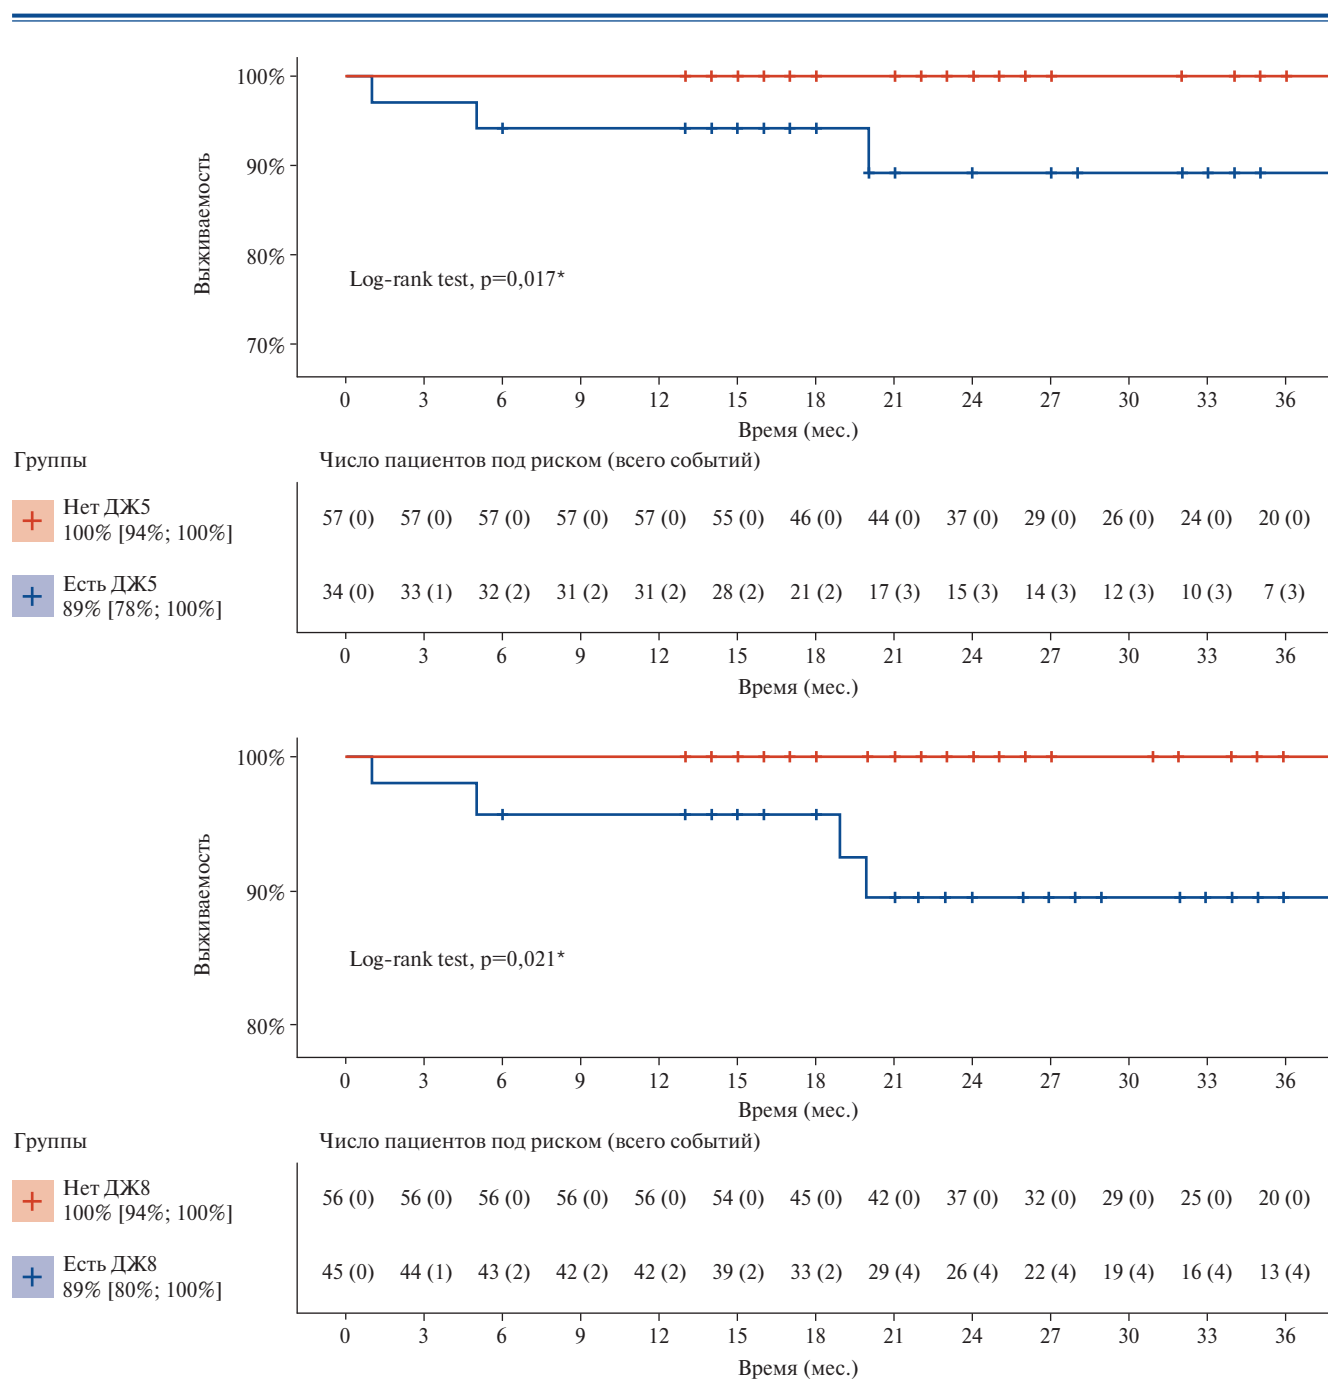 100%
90%
80%
70%
Выживаемость
Log-rank test, p=0,017*
0 3 6 9 12 15 18 21 24 27 30 33 36
Время (мес.)
Группы
Число пациентов под риском (всего событий)
Нет ДЖ5
100% [94%; 100%]
57 (0) 57 (0) 57 (0) 57 (0) 57 (0) 55 (0) 46 (0) 44 (0) 37 (0) 29 (0) 26 (0) 24 (0) 20 (0)
Есть ДЖ5
89% [78%; 100%]
34 (0) 33 (1) 32 (2) 31 (2) 31 (2) 28 (2) 21 (2) 17 (3) 15 (3) 14 (3) 12 (3) 10 (3) 7 (3)
0 3 6 9 12 15 18 21 24 27 30 33 36
Время (мес.)
100%
90%
80%
Выживаемость
Log-rank test, p=0,021*
0 3 6 9 12 15 18 21 24 27 30 33 36
Время (мес.)
Группы
Число пациентов под риском (всего событий)
Нет ДЖ8
100% [94%; 100%]
56 (0) 56 (0) 56 (0) 56 (0) 56 (0) 54 (0) 45 (0) 42 (0) 37 (0) 32 (0) 29 (0) 25 (0) 20 (0)
Есть ДЖ8
89% [80%; 100%]
45 (0) 44 (1) 43 (2) 42 (2) 42 (2) 39 (2) 33 (2) 29 (4) 26 (4) 22 (4) 19 (4) 16 (4) 13 (4)
0 3 6 9 12 15 18 21 24 27 30 33 36
Время (мес.)